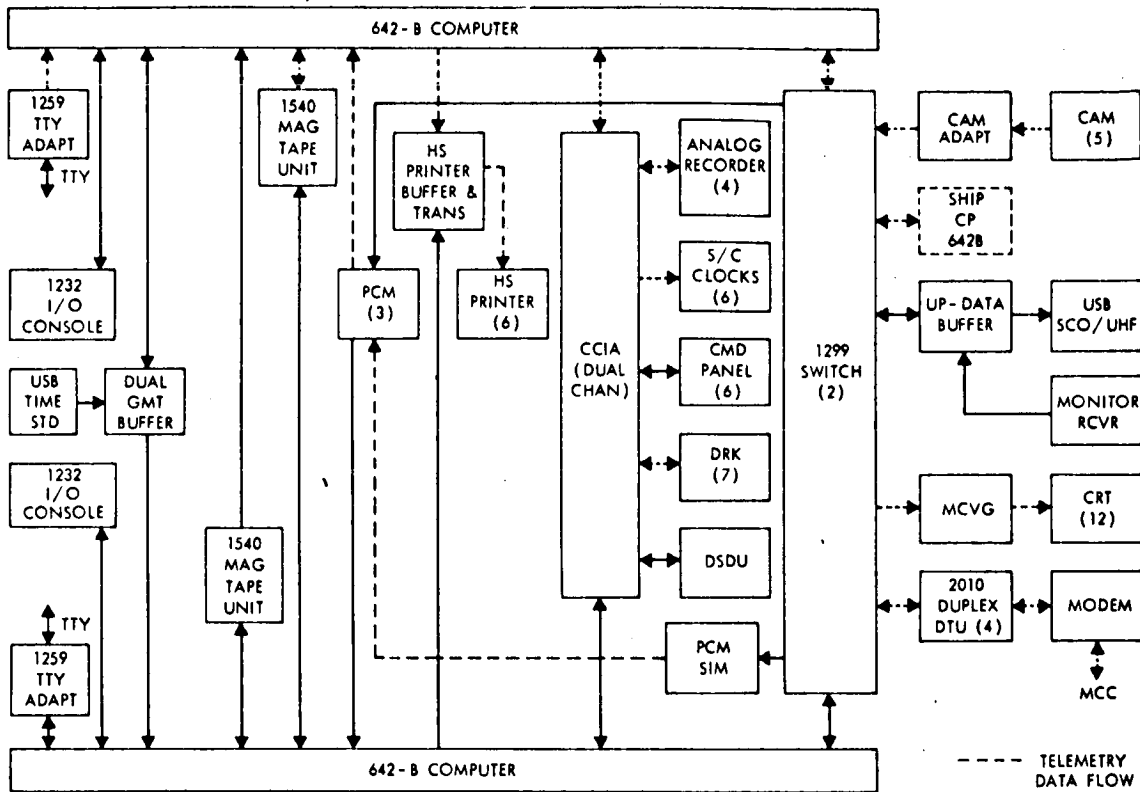 642-B COMPUTER
1259
TTY
ADAPT
TTY
1540
MAG
TAPE
UNIT
HS
PRINTER
BUFFER &
TRANS
ANALOG
RECORDER
(4)
CAM
ADAPT
CAM
(5)
SHIP
CP
642B
1232
I/O
CONSOLE
PCM
(3)
HS
PRINTER
(6)
S/C
CLOCKS
(6)
UP-DATA
BUFFER
USB
SCO/UHF
USB
TIME
STD
DUAL
GMT
BUFFER
CCIA
(DUAL
CHAN)
CMD
PANEL
(6)
1299
SWITCH
(2)
MONITOR
RCVR
1232
I/O
CONSOLE
DRK
(7)
MCVG
CRT
(12)
1540
MAG
TAPE
UNIT
DSDU
2010
DUPLEX
DTU (4)
MODEM
TTY
1259
TTY
ADAPT
PCM
SIM
MCC
642-B COMPUTER
TELEMETRY
DATA FLOW